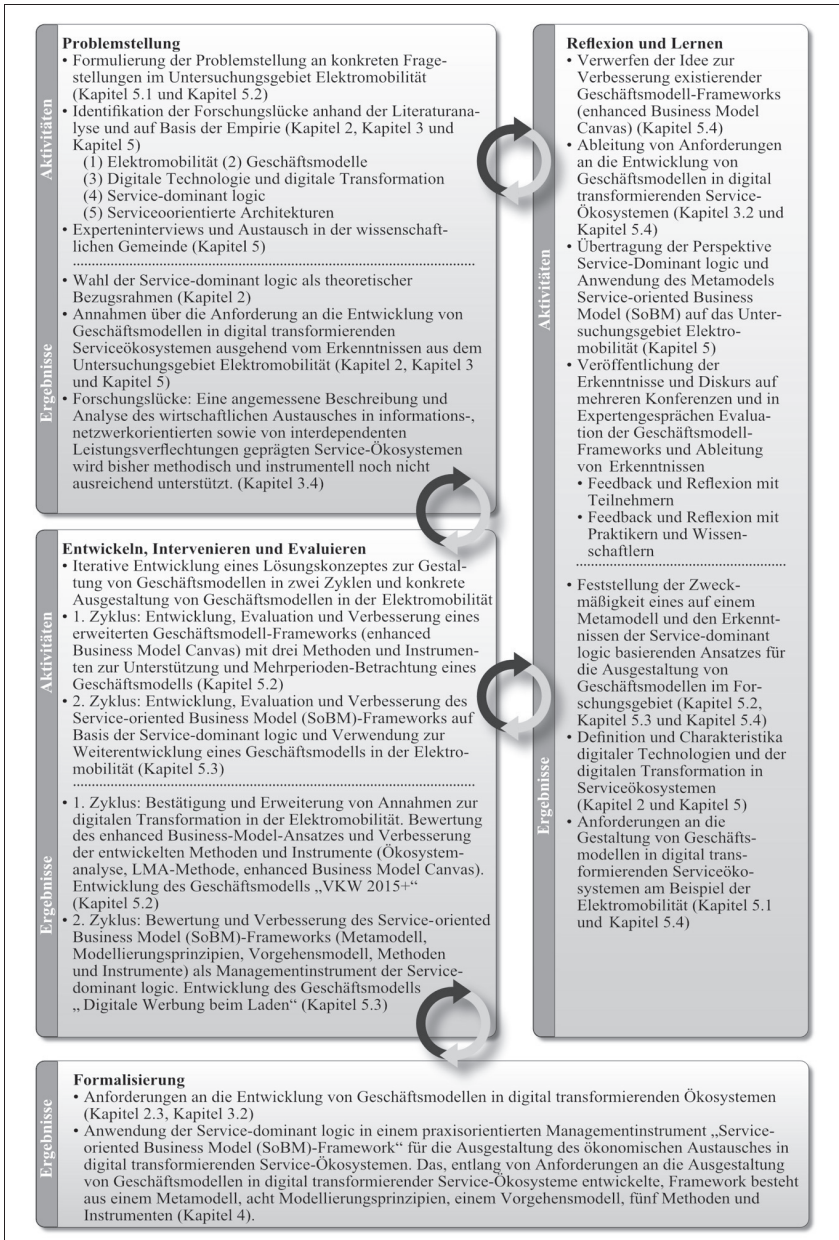 Problemstellung
• Formulierung der Problemstellung an konkreten Frage-
stellungen im Untersuchungsgebiet Elektromobilität
(Kapitel 5.1 und Kapitel 5.2)
• Identifikation der Forschungslücke anhand der Literaturana-
lyse und auf Basis der Empirie (Kapitel 2, Kapitel 3 und
Kapitel 5)
(1) Elektromobilität (2) Geschäftsmodelle
(3) Digitale Technologie und digitale Transformation
(4) Service-dominant logic
(5) Serviceoorientierte Architekturen
• Experteninterviews und Austausch in der wissenschaft-
lichen Gemeinde (Kapitel 5)
Aktivitäten
• Wahl der Service-dominant logic als theoretischer
Bezugsrahmen (Kapitel 2)
• Annahmen über die Anforderung an die Entwicklung von
Geschäftsmodellen in digital transformierenden
Serviceökosystemen ausgehend vom Erkenntnissen aus dem
Untersuchungsgebiet Elektromobilität (Kapitel 2, Kapitel 3
und Kapitel 5)
• Forschungslücke: Eine angemessene Beschreibung und
Analyse des wirtschaftlichen Austausches in informations-,
netzwerkorientierten sowie von interdependenten
Leistungsverflechtungen geprägten Service-Ökosystemen
wird bisher methodisch und instrumentell noch nicht
ausreichend unterstützt. (Kapitel 3.4)
Ergebnisse
Entwickeln, Intervenieren und Evaluieren
• Iterative Entwicklung eines Lösungskonzeptes zur Gestal-
tung von Geschäftsmodellen in zwei Zyklen und konkrete
Ausgestaltung von Geschäftsmodellen in der Elektromobilität
• 1. Zyklus: Entwicklung, Evaluation und Verbesserung eines
erweiterten Geschäftsmodell-Frameworks (enhanced
Business Model Canvas) mit drei Methoden und Instrumen-
ten zur Unterstützung und Mehrperioden-Betrachtung eines
Geschäftsmodells (Kapitel 5.2)
• 2. Zyklus: Entwicklung, Evaluation und Verbesserung des
Service-oriented Business Model (SoBM)-Frameworks auf
Basis der Service-dominant logic und Verwendung zur
Weiterentwicklung eines Geschäftsmodells in der Elektro-
mobilität (Kapitel 5.3)
Aktivitäten
• 1. Zyklus: Bestätigung und Erweiterung von Annahmen zur
digitalen Transformation in der Elektromobilität. Bewertung
des enhanced Business-Model-Ansatzes und Verbesserung
der entwickelten Methoden und Instrumente (Ökosystem-
analyse, LMA-Methode, enhanced Business Model Canvas).
Entwicklung des Geschäftsmodells „VKW 2015+“
(Kapitel 5.2)
• 2. Zyklus: Bewertung und Verbesserung des Service-oriented
Business Model (SoBM)-Frameworks (Metamodell,
Modellierungsprinzipien, Vorgehensmodell, Methoden
und Instrumente) als Managementinstrument der Service-
dominant logic. Entwicklung des Geschäftsmodells
„Digitale Werbung beim Laden“ (Kapitel 5.3)
Ergebnisse
Reflexion und Lernen
• Verwerfen der Idee zur
Verbesserung existierender
Geschäftsmodell-Frameworks
(enhanced Business Model
Canvas) (Kapitel 5.4)
• Ableitung von Anforderungen
an die Entwicklung von
Geschäftsmodellen in digital
transformierenden Service-
Ökosystemen (Kapitel 3.2 und
Kapitel 5.4)
• Übertragung der Perspektive
Service-Dominant logic und
Anwendung des Metamodels
Service-oriented Business
Model (SoBM) auf das Unter-
suchungsgebiet Elektro-
mobilität (Kapitel 5)
• Veröffentlichung der
Erkenntnisse und Diskurs auf
mehreren Konferenzen und in
Expertengesprächen Evalua-
tion der Geschäftsmodell-
Frameworks und Ableitung
von Erkenntnissen
• Feedback und Reflexion mit
Teilnehmern
• Feedback und Reflexion mit
Praktikern und Wissen-
schaftlern
Aktivitäten
• Feststellung der Zweck-
mäßigkeit eines auf einem
Metamodell und den Erkennt-
nissen der Service-dominant
logic basierenden Ansatzes für
die Ausgestaltung von
Geschäftsmodellen im For-
schungsgebiet (Kapitel 5.2,
Kapitel 5.3 und Kapitel 5.4)
• Definition und Charakteristika
digitaler Technologien und der
digitalen Transformation in
Serviceökosystemen
(Kapitel 2 und Kapitel 5)
• Anforderungen an die
Gestaltung von Geschäfts-
modellen in digital trans-
formierenden Serviceöko-
systemen am Beispiel der
Elektromobilität (Kapitel 5.1
und Kapitel 5.4)
Ergebnisse
Formalisierung
• Anforderungen an die Entwicklung von Geschäftsmodellen in digital transformierenden Ökosystemen
(Kapitel 2.3, Kapitel 3.2)
• Anwendung der Service-dominant logic in einem praxisorientierten Managementinstrument „Service-
oriented Business Model (SoBM)-Framework“ für die Ausgestaltung des ökonomischen Austausches in
digital transformierenden Service-Ökosystemen. Das, entlang von Anforderungen an die Ausgestaltung
von Geschäftsmodellen in digital transformierender Service-Ökosysteme entwickelte, Framework besteht
aus einem Metamodell, acht Modellierungsprinzipien, einem Vorgehensmodell, fünf Methoden und
Instrumenten (Kapitel 4).
Ergebnisse